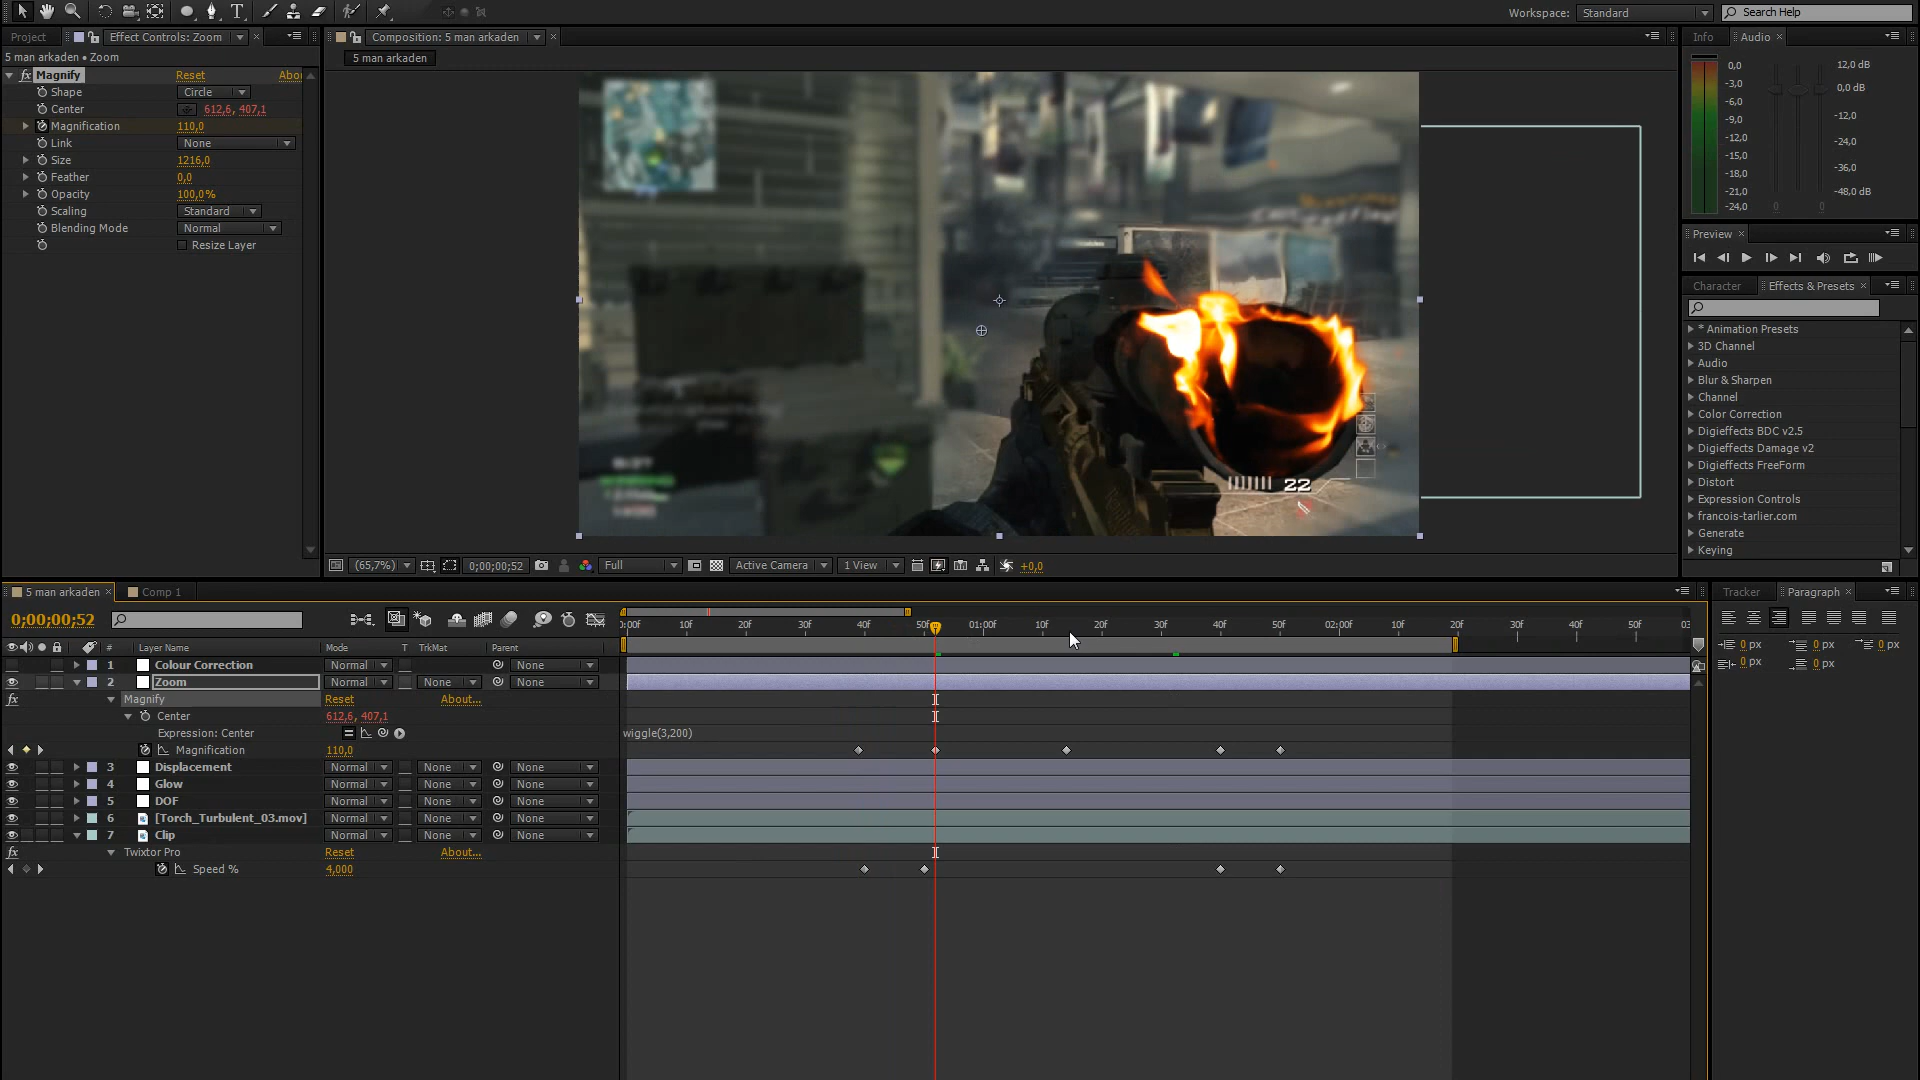 Workspace: Standard Search Help
Project Effect Controls: Zoom
Composition: 5 man arkaden
Info Audio
5 man arkaden • Zoom
5 man arkaden
fx Magnify Reset Abou
Shape Circle
Center 612,6, 407,1
Magnification 110,0
Link None
Size 1216,0
Feather 0,0
Opacity 100,0%
Scaling Standard
Blending Mode Normal
Resize Layer
22
0,0
-3,0
-6,0
-9,0
-12,0
-15,0
-18,0
-21,0
-24,0
12,0 dB
0,0 dB
-12,0
-24,0
-36,0
-48,0 dB
0 0
Preview
Character Effects & Presets
* Animation Presets
3D Channel
Audio
Blur & Sharpen
Channel
Color Correction
Digieffects BDC v2.5
Digieffects Damage v2
Digieffects FreeForm
Distort
Expression Controls
francois-tarlier.com
Generate
Keying
(65,7%) 0;00;00;52 Full Active Camera 1 View +0,0
5 man arkaden Comp 1
Tracker Paragraph
0;00;00;52
0:00f 10f 20f 30f 40f 50f 01:00f 10f 20f 30f 40f 50f 02:00f 10f 20f 30f 40f 50f 03
0 px 0 px 0 px
0 px 0 px
# Layer Name Mode T TrkMat Parent
1 Colour Correction Normal None
2 Zoom Normal None None
fx Magnify Reset About...
Center 612,6, 407,1
Expression: Center wiggle(3,200)
Magnification 110,0
3 Displacement Normal None None
4 Glow Normal None None
5 DOF Normal None None
6 [Torch_Turbulent_03.mov] Normal None None
7 Clip Normal None None
fx Twixtor Pro Reset About...
Speed % 4,000